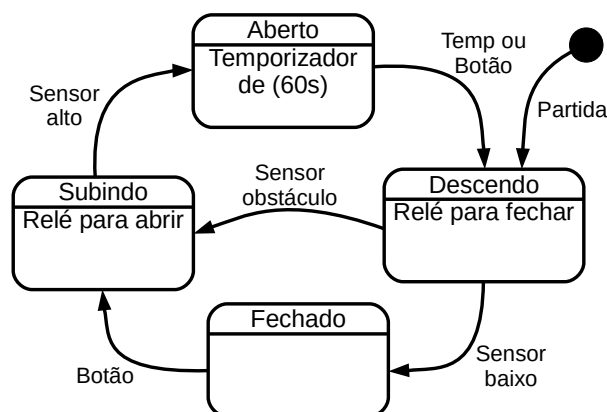 Aberto
Temporizador
de (60s)
Temp ou
Botão
Partida
Sensor
alto
Sensor
obstáculo
Subindo
Relé para abrir
Descendo
Relé para fechar
Fechado
Botão
Sensor
baixo